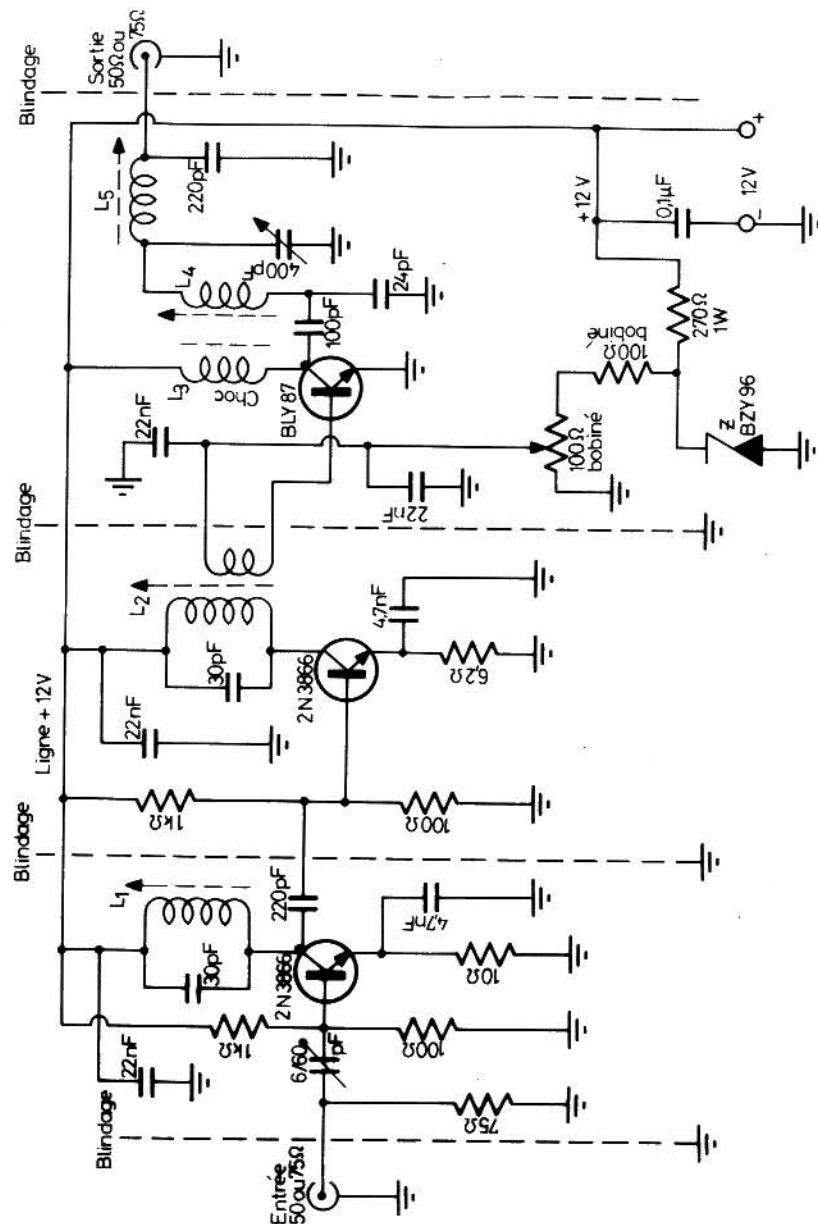 Blindage
Entrée
50 ou 75Ω
75Ω
22nF
6/60
pF
1kΩ
100Ω
30pF
L1
2N3866
10Ω
4,7nF
220pF
Blindage
1kΩ
100Ω
Ligne + 12V
22nF
30pF
L2
2N3866
6,2Ω
4,7nF
Blindage
22nF
22nF
L3
Choc
BLY 87
100pF
24pF
L4
400pF
L5
220pF
100Ω
bobiné
100Ω
bobiné
270Ω
1W
Z
BZY 96
+ 12 V
0,1µF
-
12V
+
Blindage
Sortie
50Ω ou
75Ω